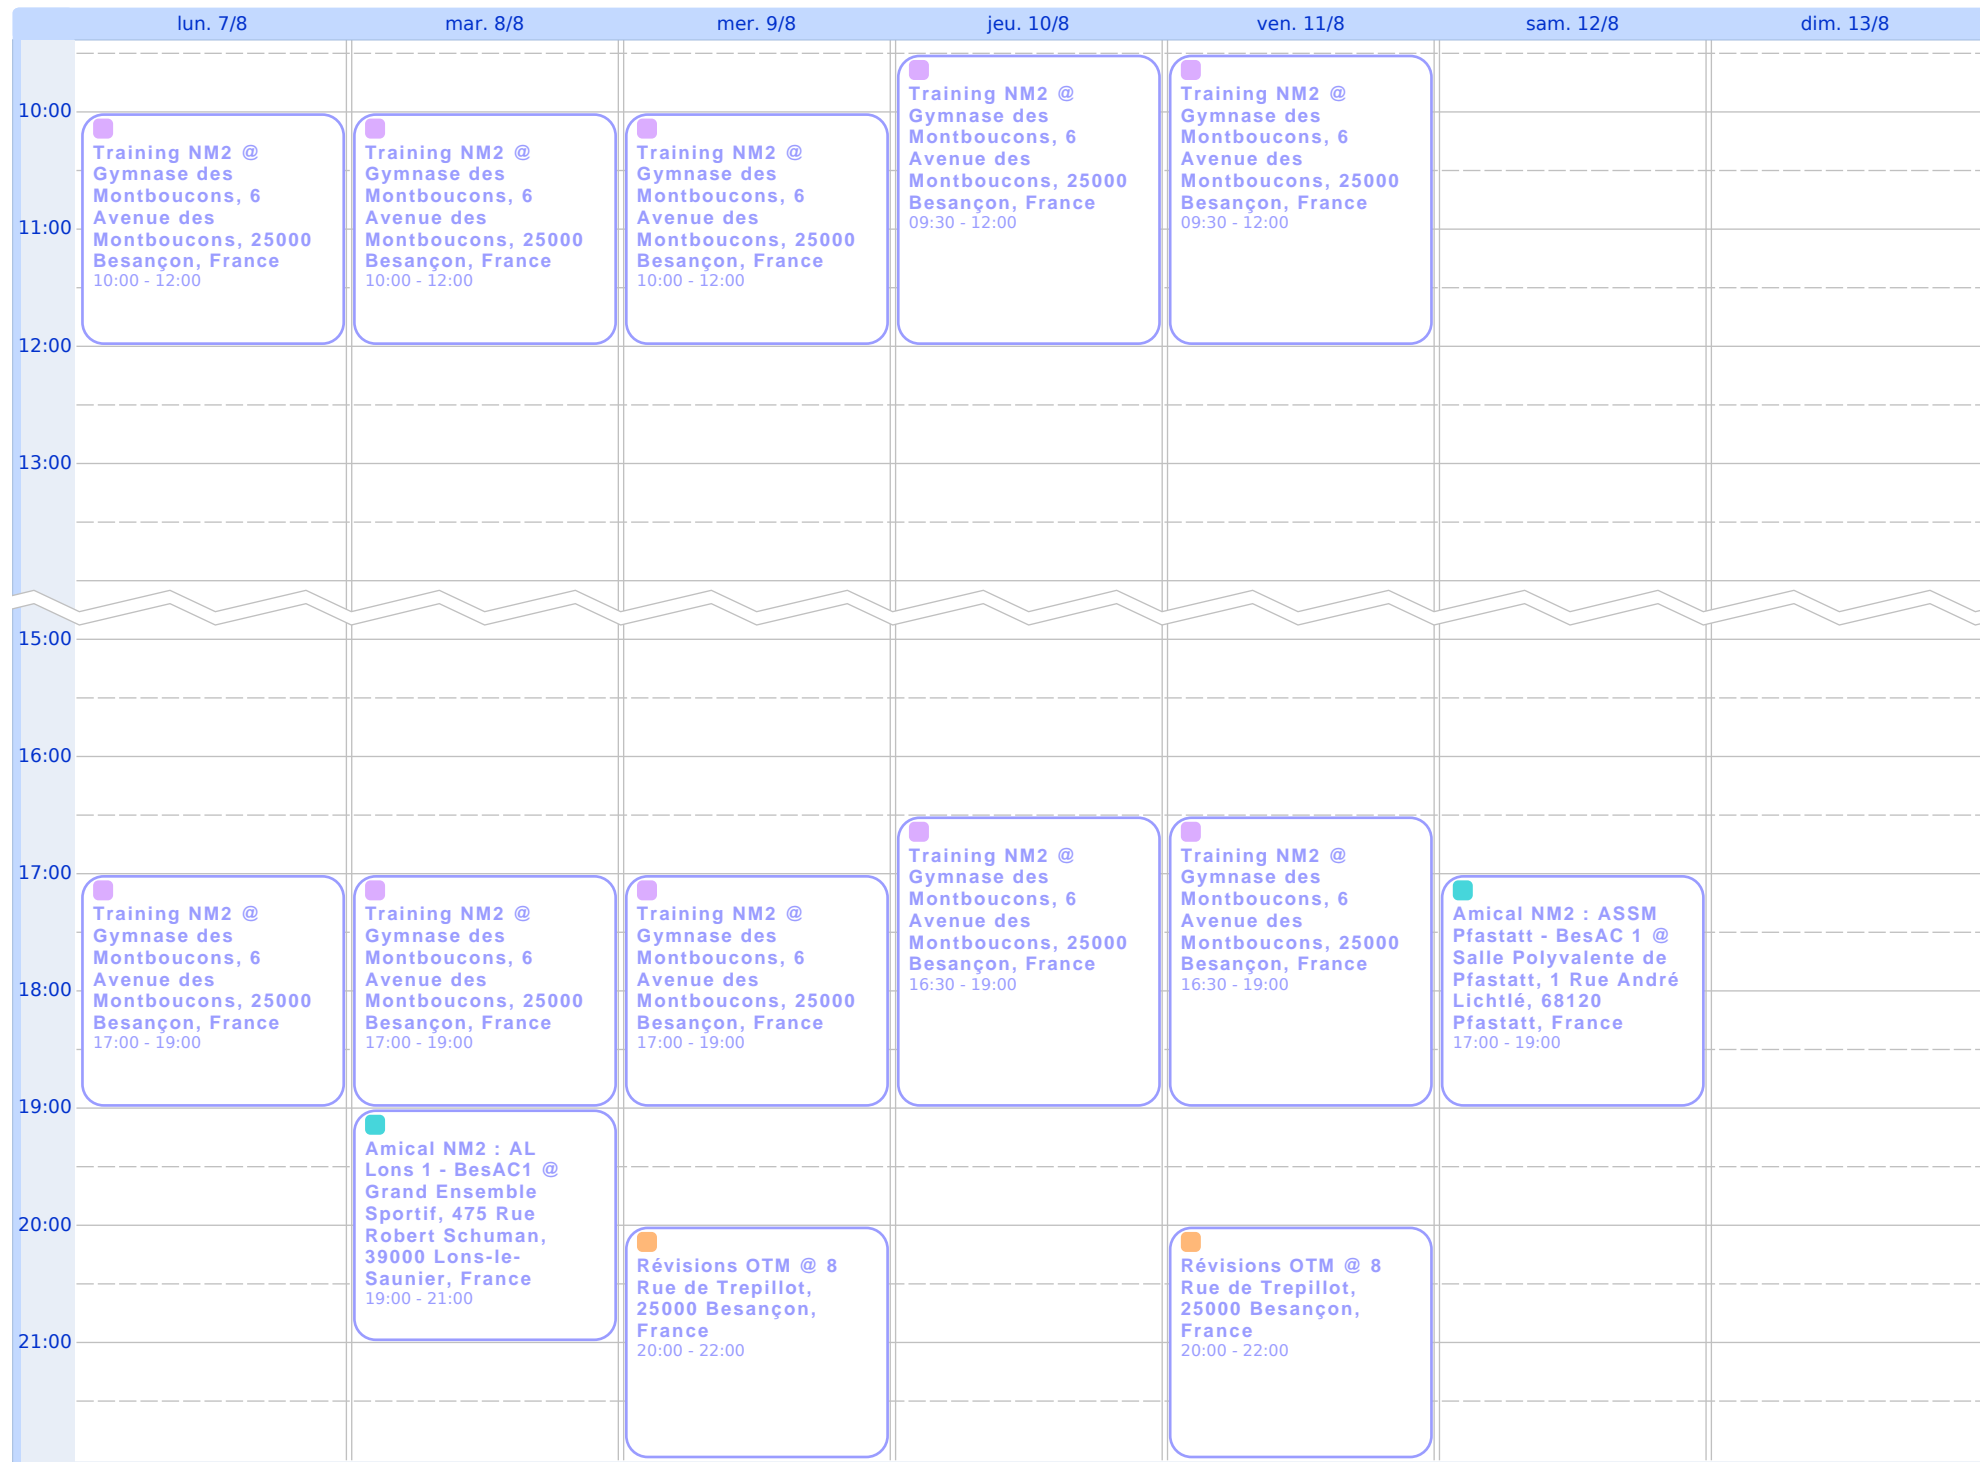 lun. 7/8
mar. 8/8
mer. 9/8
jeu. 10/8
ven. 11/8
sam. 12/8
dim. 13/8
10:00
11:00
12:00
13:00
15:00
16:00
17:00
18:00
19:00
20:00
21:00
Training NM2 @
Gymnase des
Montboucons, 6
Avenue des
Montboucons, 25000
Besançon, France
10:00 - 12:00
Training NM2 @
Gymnase des
Montboucons, 6
Avenue des
Montboucons, 25000
Besançon, France
17:00 - 19:00
Training NM2 @
Gymnase des
Montboucons, 6
Avenue des
Montboucons, 25000
Besançon, France
10:00 - 12:00
Training NM2 @
Gymnase des
Montboucons, 6
Avenue des
Montboucons, 25000
Besançon, France
17:00 - 19:00
Amical NM2 : AL
Lons 1 - BesAC1 @
Grand Ensemble
Sportif, 475 Rue
Robert Schuman,
39000 Lons-le-
Saunier, France
19:00 - 21:00
Training NM2 @
Gymnase des
Montboucons, 6
Avenue des
Montboucons, 25000
Besançon, France
10:00 - 12:00
Training NM2 @
Gymnase des
Montboucons, 6
Avenue des
Montboucons, 25000
Besançon, France
17:00 - 19:00
Révisions OTM @ 8
Rue de Trepillot,
25000 Besançon,
France
20:00 - 22:00
Training NM2 @
Gymnase des
Montboucons, 6
Avenue des
Montboucons, 25000
Besançon, France
09:30 - 12:00
Training NM2 @
Gymnase des
Montboucons, 6
Avenue des
Montboucons, 25000
Besançon, France
16:30 - 19:00
Training NM2 @
Gymnase des
Montboucons, 6
Avenue des
Montboucons, 25000
Besançon, France
09:30 - 12:00
Training NM2 @
Gymnase des
Montboucons, 6
Avenue des
Montboucons, 25000
Besançon, France
16:30 - 19:00
Révisions OTM @ 8
Rue de Trepillot,
25000 Besançon,
France
20:00 - 22:00
Amical NM2 : ASSM
Pfastatt - BesAC 1 @
Salle Polyvalente de
Pfastatt, 1 Rue André
Lichtlé, 68120
Pfastatt, France
17:00 - 19:00